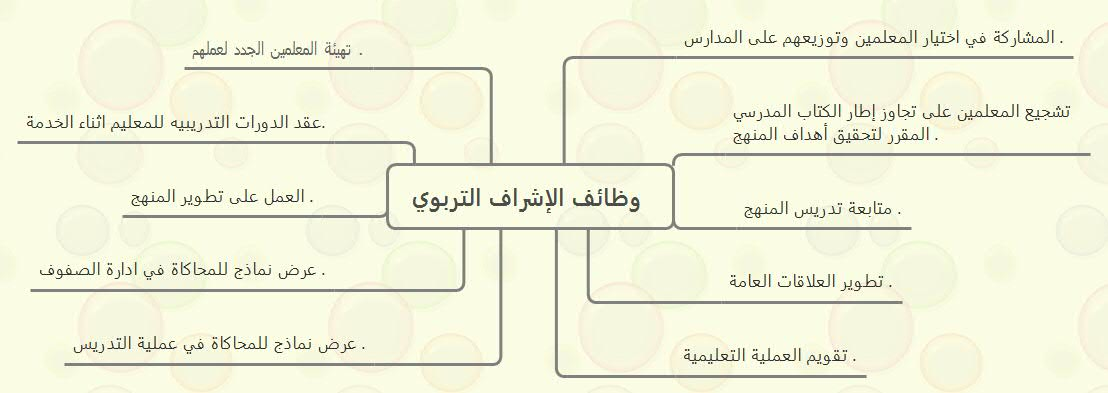 وظائف الإشراف التربوي
. المشاركة في اختيار المعلمين وتوزيعهم على المدارس
تشجيع المعلمين على تجاوز إطار الكتاب المدرسي
. المقرر لتحقيق أهداف المنهج
. متابعة تدريس المنهج
. تطوير العلاقات العامة
. تقويم العملية التعليمية
. تهيئة المعلمين الجدد لعملهم
.عقد الدورات التدريبيه للمعليم اثناء الخدمة
. العمل على تطوير المنهج
. عرض نماذج للمحاكاة في ادارة الصفوف
. عرض نماذج للمحاكاة في عملية التدريس